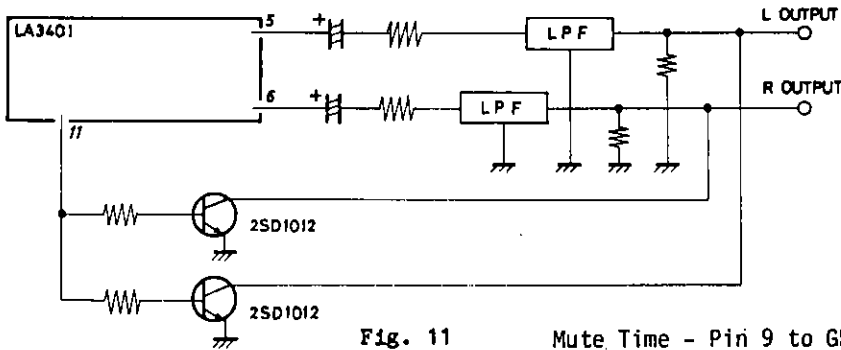 LA3401
5
+
LPF
L OUTPUT
6
+
LPF
R OUTPUT
11
2SD1012
2SD1012
Fig. 11
Mute Time - Pin 9 to